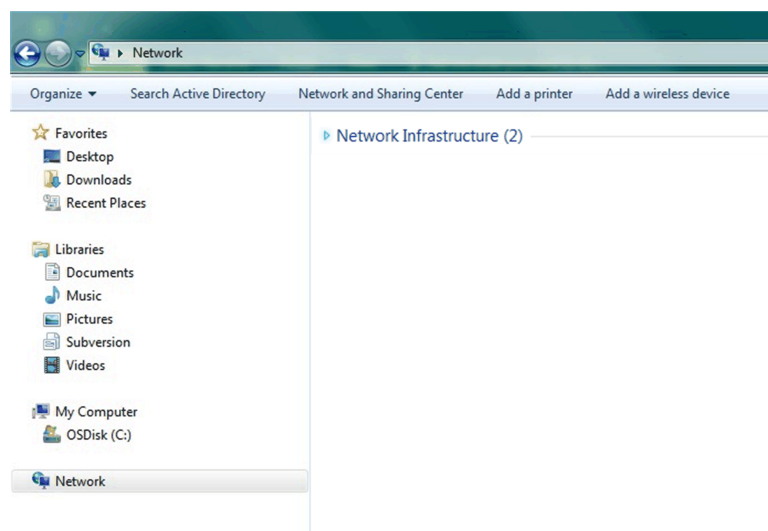 Network
Organize Search Active Directory Network and Sharing Center Add a printer Add a wireless device
Favorites
Desktop
Downloads
Recent Places
Libraries
Documents
Music
Pictures
Subversion
Videos
My Computer
OSDisk (C:)
Network
Network Infrastructure (2)